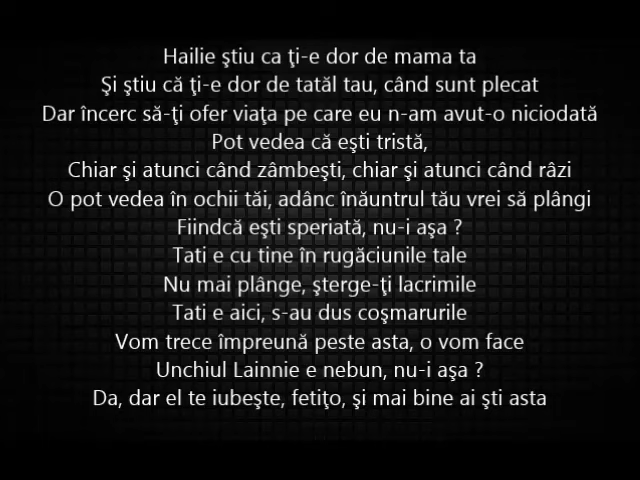 Hailie ştiu ca ţi-e dor de mama ta
Şi ştiu că ţi-e dor de tatăl tau, când sunt plecat
Dar încerc să-ţi ofer viaţa pe care eu n-am avut-o niciodată
Pot vedea că eşti tristă,
Chiar şi atunci când zâmbeşti, chiar şi atunci când râzi
O pot vedea în ochii tăi, adânc înăuntrul tău vrei să plângi
Fiindcă eşti speriată, nu-i aşa ?
Tati e cu tine în rugăciunile tale
Nu mai plânge, şterge-ţi lacrimile
Tati e aici, s-au dus coşmarurile
Vom trece împreună peste asta, o vom face
Unchiul Lainnie e nebun, nu-i aşa ?
Da, dar el te iubeşte, fetiţo, şi mai bine ai şti asta